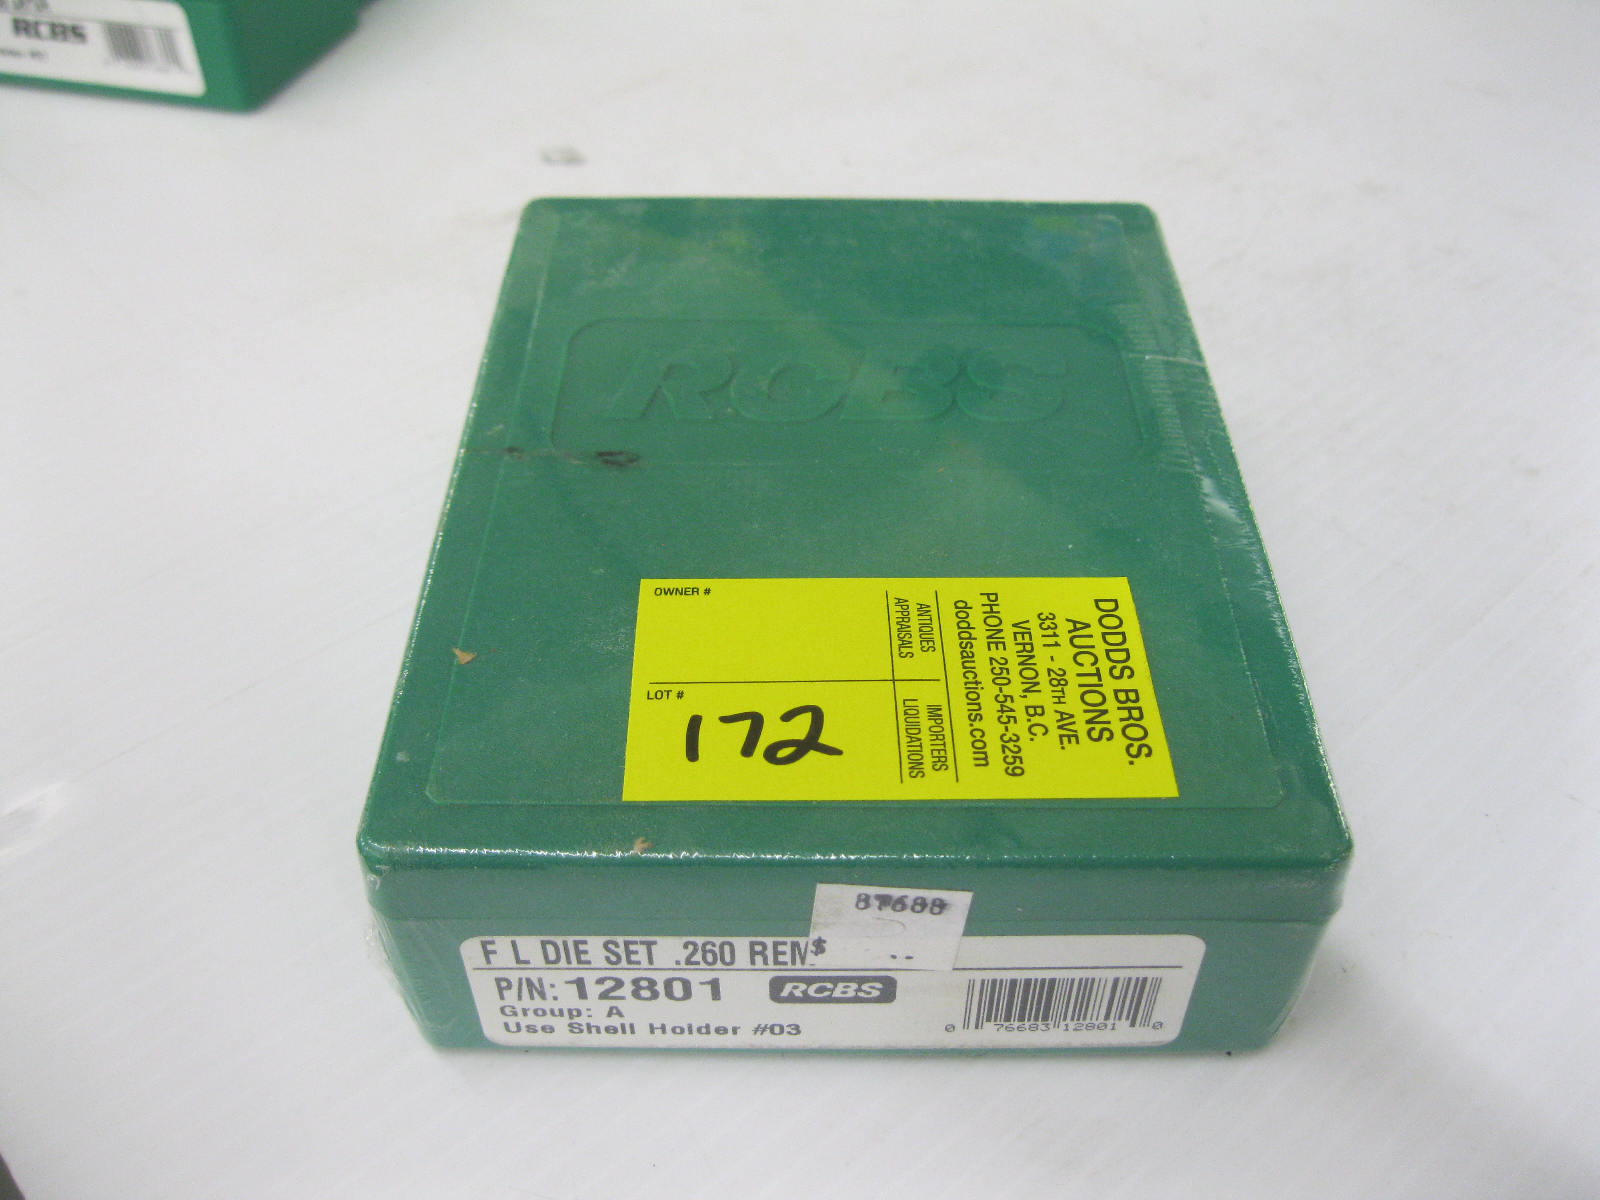 RCBS
RCBS
OWNER #
LOT #
172
ANTIQUES
APPRAISALS
IMPORTERS
LIQUIDATIONS
DODDS BROS.
AUCTIONS
3311 - 28TH AVE.
VERNON, B.C.
PHONE 250-545-3259
doddsauctions.com
87688
$
F L DIE SET .260 REM
P/N: 12801
RCBS
Group: A
Use Shell Holder #03
0 76683 12801 0